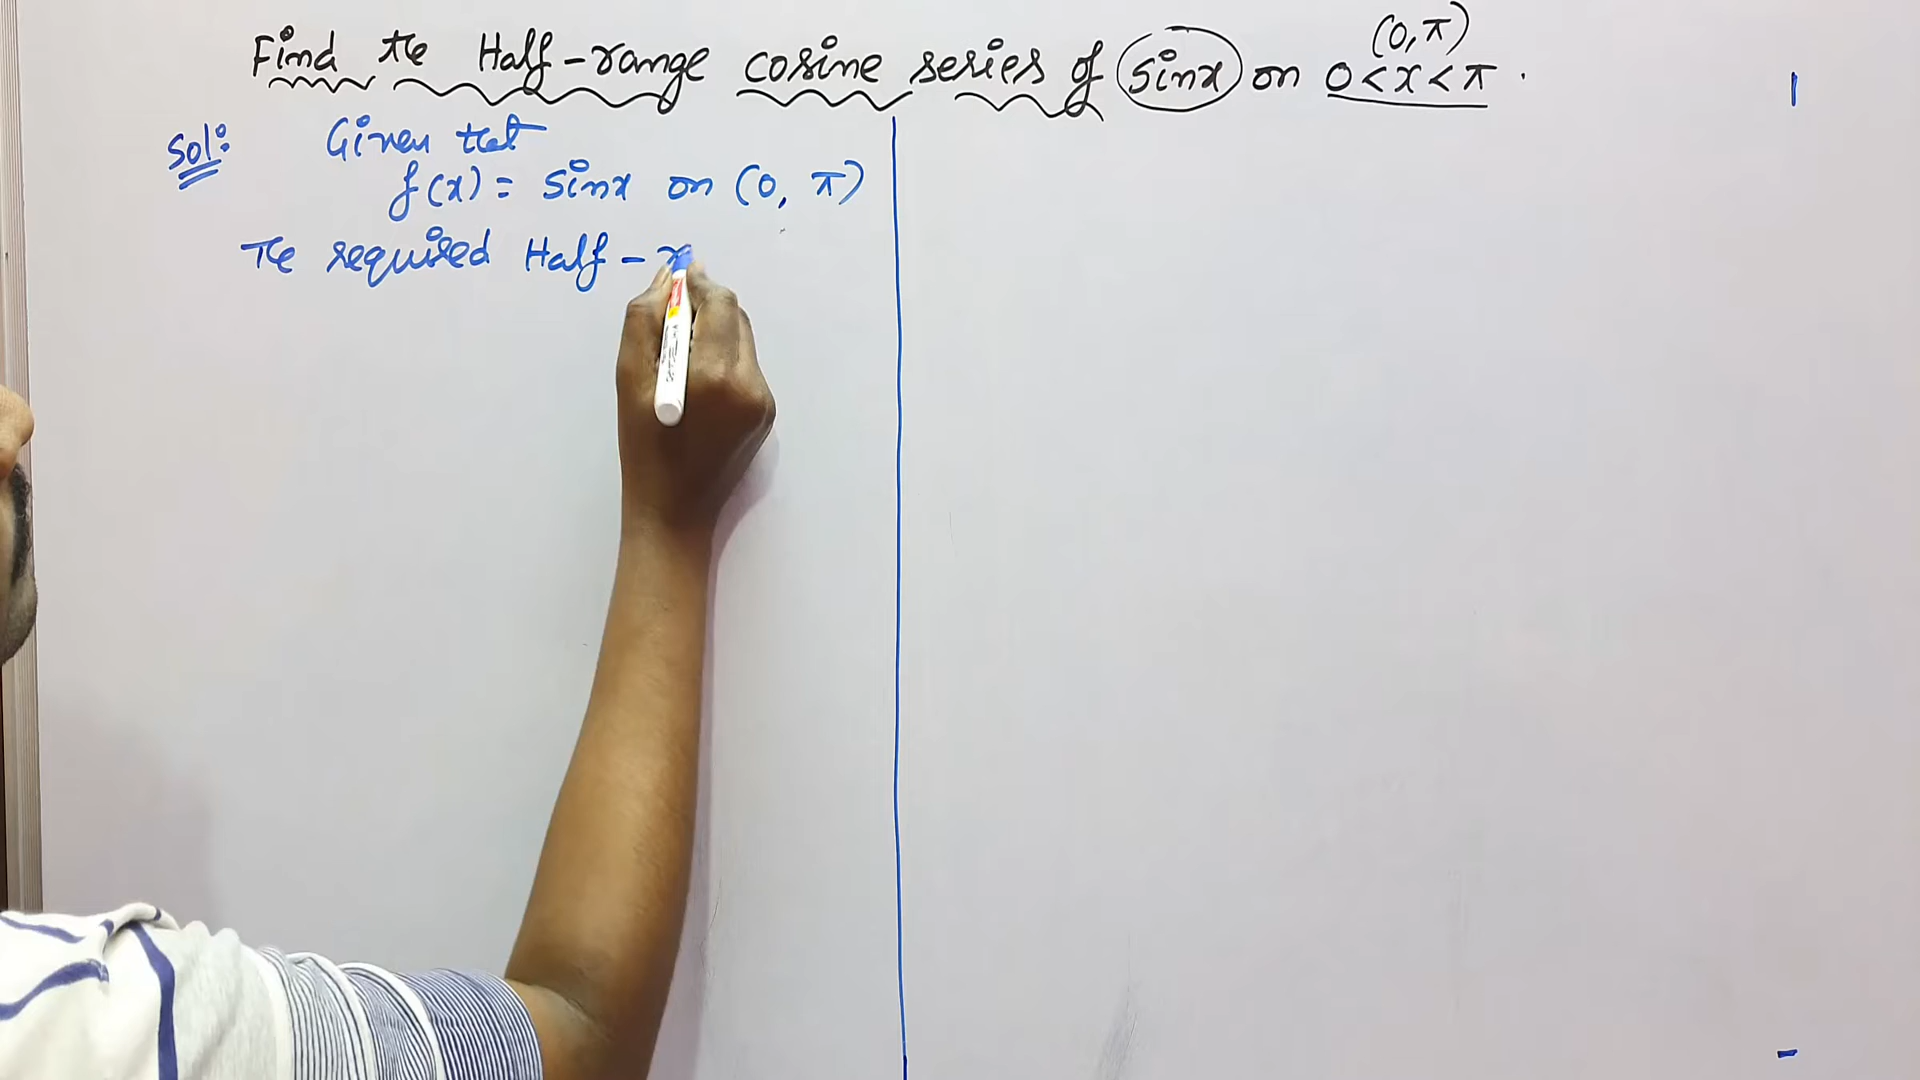 Find the Half-range cosine series of sinx on 0<x<π.
(0,π)
Sol:
Given that
f(x) = sinx on (0, π)
The required Half-r